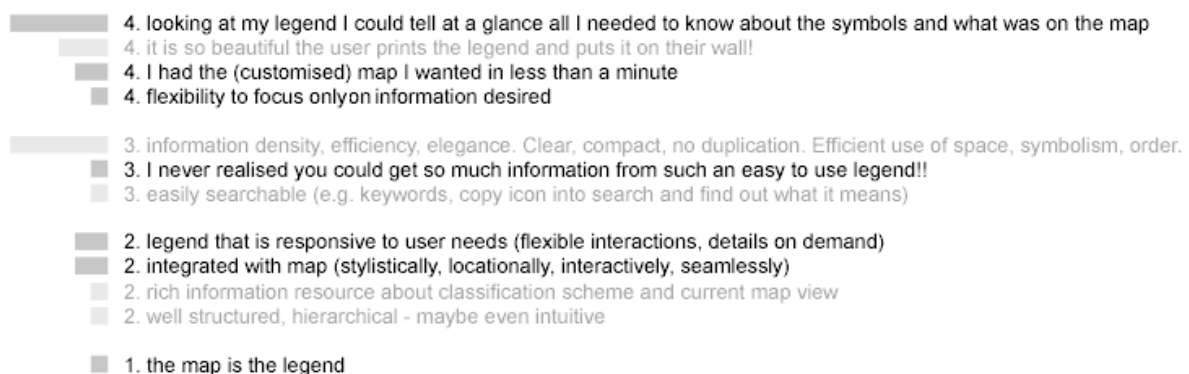 4. looking at my legend I could tell at a glance all I needed to know about the symbols and what was on the map
4. it is so beautiful the user prints the legend and puts it on their wall!
4. I had the (customised) map I wanted in less than a minute
4. flexibility to focus onlyon information desired
3. information density, efficiency, elegance. Clear, compact, no duplication. Efficient use of space, symbolism, order.
3. I never realised you could get so much information from such an easy to use legend!!
3. easily searchable (e.g. keywords, copy icon into search and find out what it means)
2. legend that is responsive to user needs (flexible interactions, details on demand)
2. integrated with map (stylistically, locationally, interactively, seamlessly)
2. rich information resource about classification scheme and current map view
2. well structured, hierarchical - maybe even intuitive
1. the map is the legend